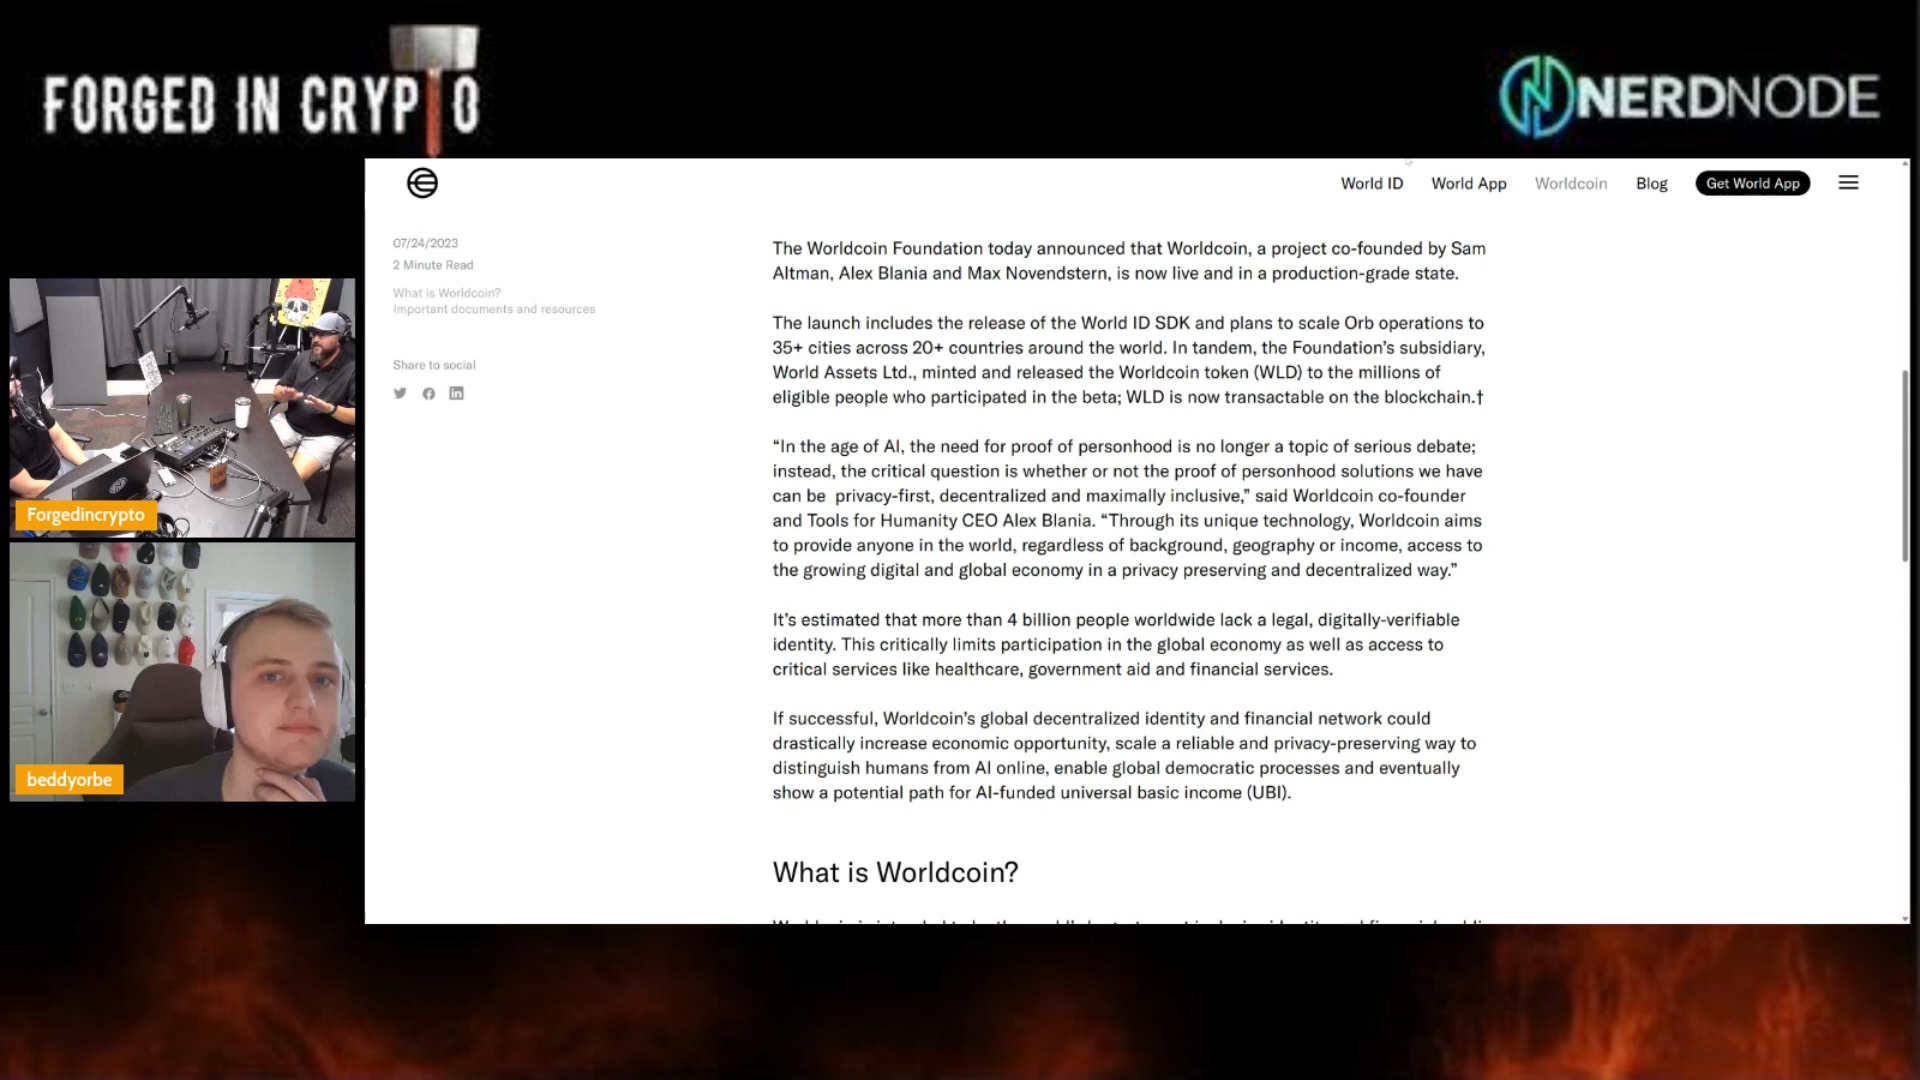 FORGED IN CRYPTO
NERDNODE
World ID
World App
Worldcoin
Blog
Get World App
07/24/2023
2 Minute Read
What is Worldcoin?
Important documents and resources
Share to social
The Worldcoin Foundation today announced that Worldcoin, a project co-founded by Sam
Altman, Alex Blania and Max Novendstern, is now live and in a production-grade state.
The launch includes the release of the World ID SDK and plans to scale Orb operations to
35+ cities across 20+ countries around the world. In tandem, the Foundation's subsidiary,
World Assets Ltd., minted and released the Worldcoin token (WLD) to the millions of
eligible people who participated in the beta; WLD is now transactable on the blockchain.†
“In the age of AI, the need for proof of personhood is no longer a topic of serious debate;
instead, the critical question is whether or not the proof of personhood solutions we have
can be privacy-first, decentralized and maximally inclusive,” said Worldcoin co-founder
and Tools for Humanity CEO Alex Blania. “Through its unique technology, Worldcoin aims
to provide anyone in the world, regardless of background, geography or income, access to
the growing digital and global economy in a privacy preserving and decentralized way.”
It's estimated that more than 4 billion people worldwide lack a legal, digitally-verifiable
identity. This critically limits participation in the global economy as well as access to
critical services like healthcare, government aid and financial services.
If successful, Worldcoin's global decentralized identity and financial network could
drastically increase economic opportunity, scale a reliable and privacy-preserving way to
distinguish humans from AI online, enable global democratic processes and eventually
show a potential path for AI-funded universal basic income (UBI).
What is Worldcoin?
Forgedincrypto
beddyorbe